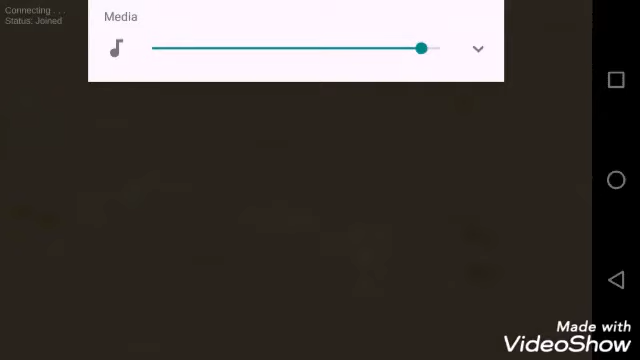 Connecting . . .
Status: Joined
Media
Made with
VideoShow